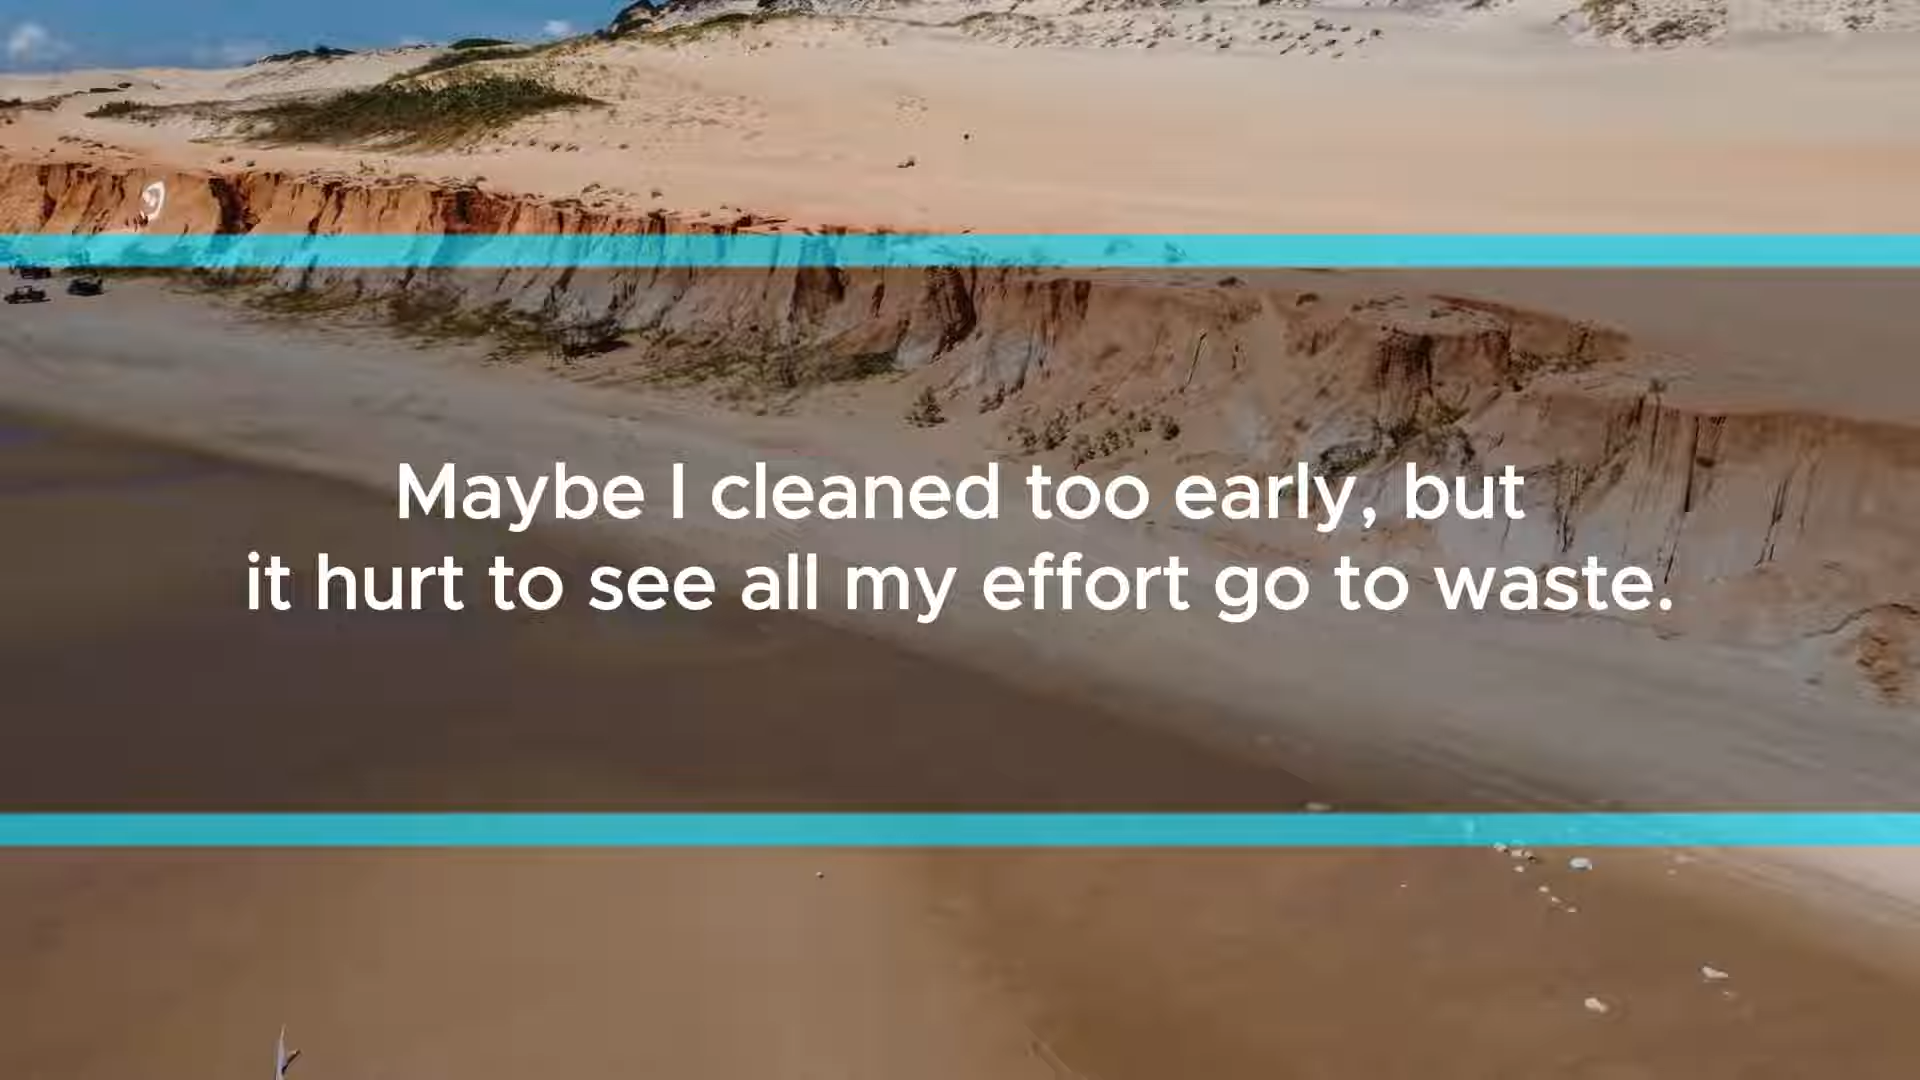 Maybe I cleaned too early, but
it hurt to see all my effort go to waste.